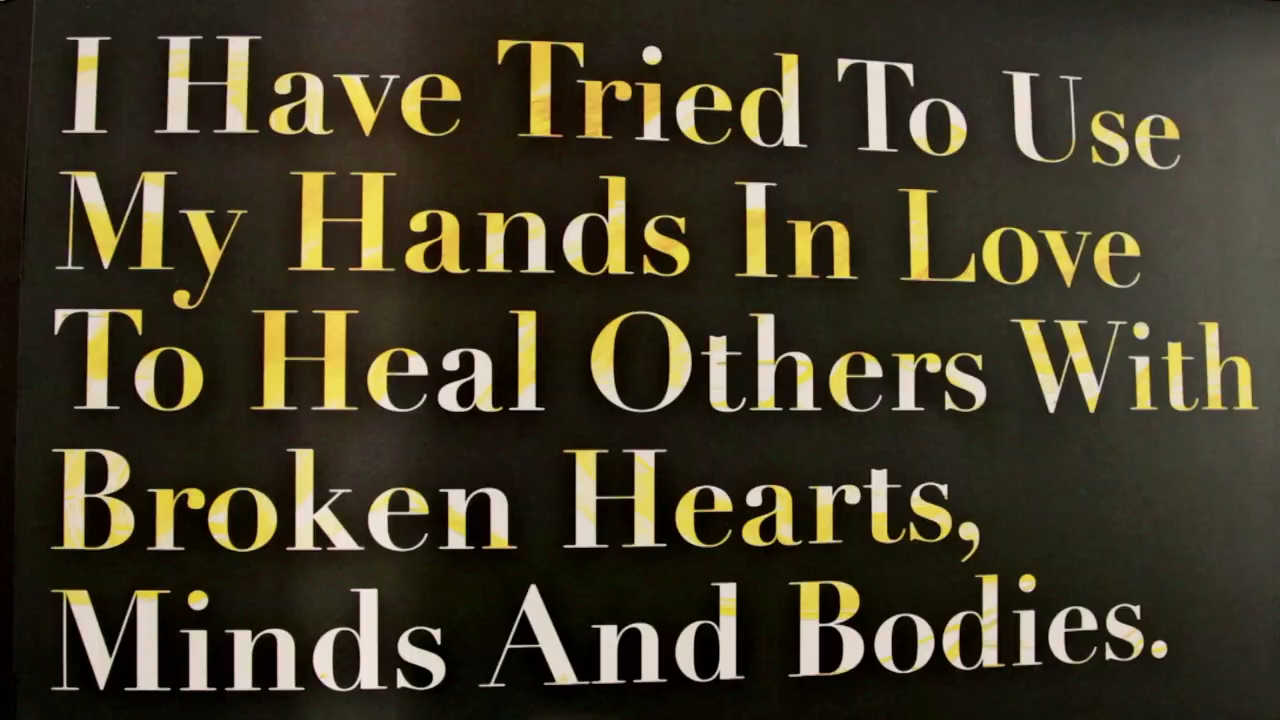 I Have Tried To Use
My Hands In Love
To Heal Others With
Broken Hearts,
Minds And Bodies.